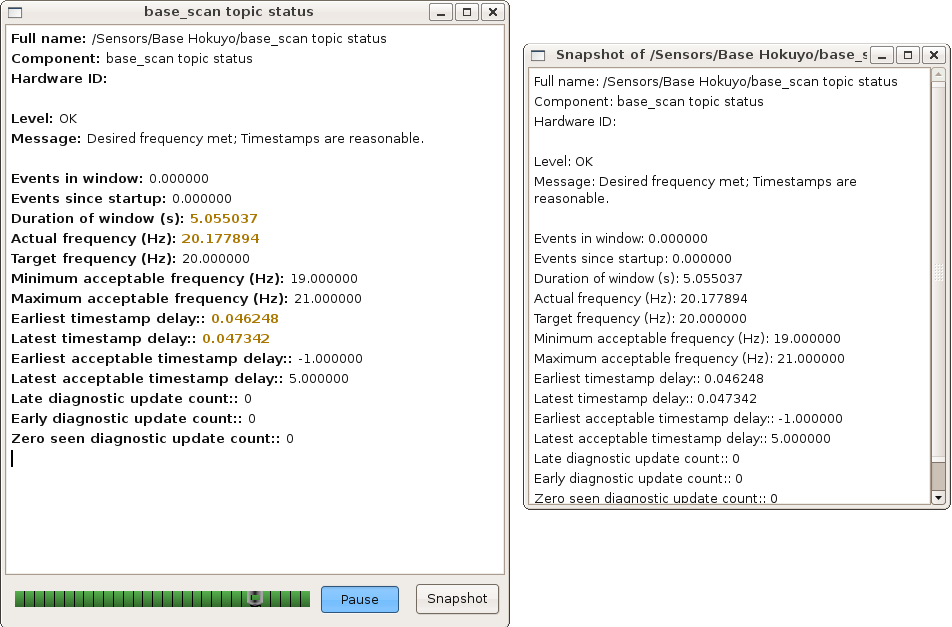 base_scan topic status
Full name: /Sensors/Base Hokuyo/base_scan topic status
Component: base_scan topic status
Hardware ID:
Level: OK
Message: Desired frequency met; Timestamps are reasonable.
Events in window: 0.000000
Events since startup: 0.000000
Duration of window (s): 5.055037
Actual frequency (Hz): 20.177894
Target frequency (Hz): 20.000000
Minimum acceptable frequency (Hz): 19.000000
Maximum acceptable frequency (Hz): 21.000000
Earliest timestamp delay:: 0.046248
Latest timestamp delay:: 0.047342
Earliest acceptable timestamp delay:: -1.000000
Latest acceptable timestamp delay:: 5.000000
Late diagnostic update count:: 0
Early diagnostic update count:: 0
Zero seen diagnostic update count:: 0
Pause
Snapshot
Snapshot of /Sensors/Base Hokuyo/base_s
Full name: /Sensors/Base Hokuyo/base_scan topic status
Component: base_scan topic status
Hardware ID:
Level: OK
Message: Desired frequency met; Timestamps are
reasonable.
Events in window: 0.000000
Events since startup: 0.000000
Duration of window (s): 5.055037
Actual frequency (Hz): 20.177894
Target frequency (Hz): 20.000000
Minimum acceptable frequency (Hz): 19.000000
Maximum acceptable frequency (Hz): 21.000000
Earliest timestamp delay:: 0.046248
Latest timestamp delay:: 0.047342
Earliest acceptable timestamp delay:: -1.000000
Latest acceptable timestamp delay:: 5.000000
Late diagnostic update count:: 0
Early diagnostic update count:: 0
Zero seen diagnostic update count:: 0